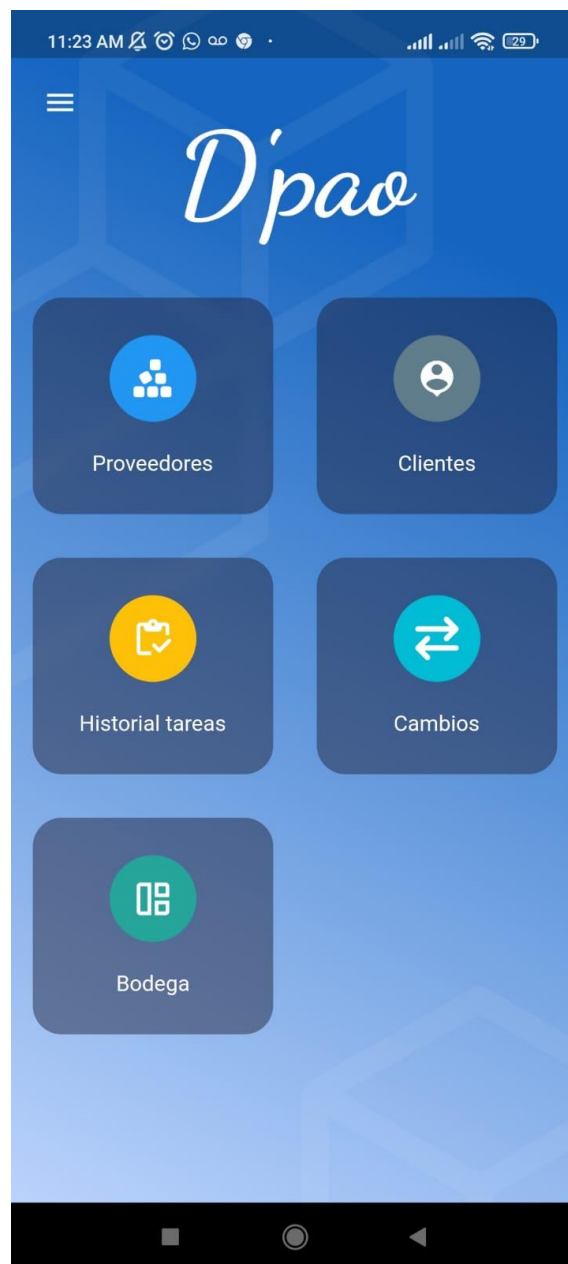 11:23 AM
29
D'pao
Proveedores
Clientes
Historial tareas
Cambios
Bodega